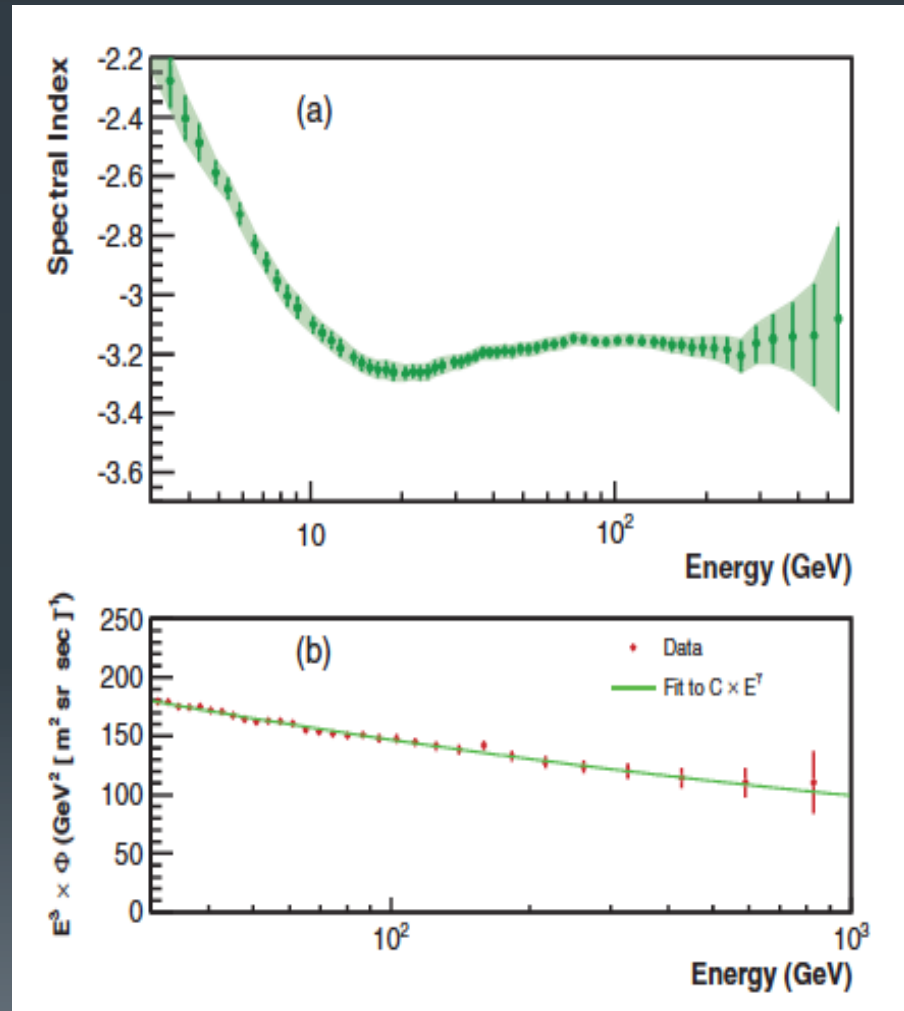 Spectral Index
-2.2
-2.4
-2.6
-2.8
-3
-3.2
-3.4
-3.6
(a)
10
10²
Energy (GeV)
E³ × Φ (GeV² [ m² sr sec ]⁻¹)
250
200
150
100
50
0
(b)
Data
Fit to C × Eᵞ
10²
10³
Energy (GeV)